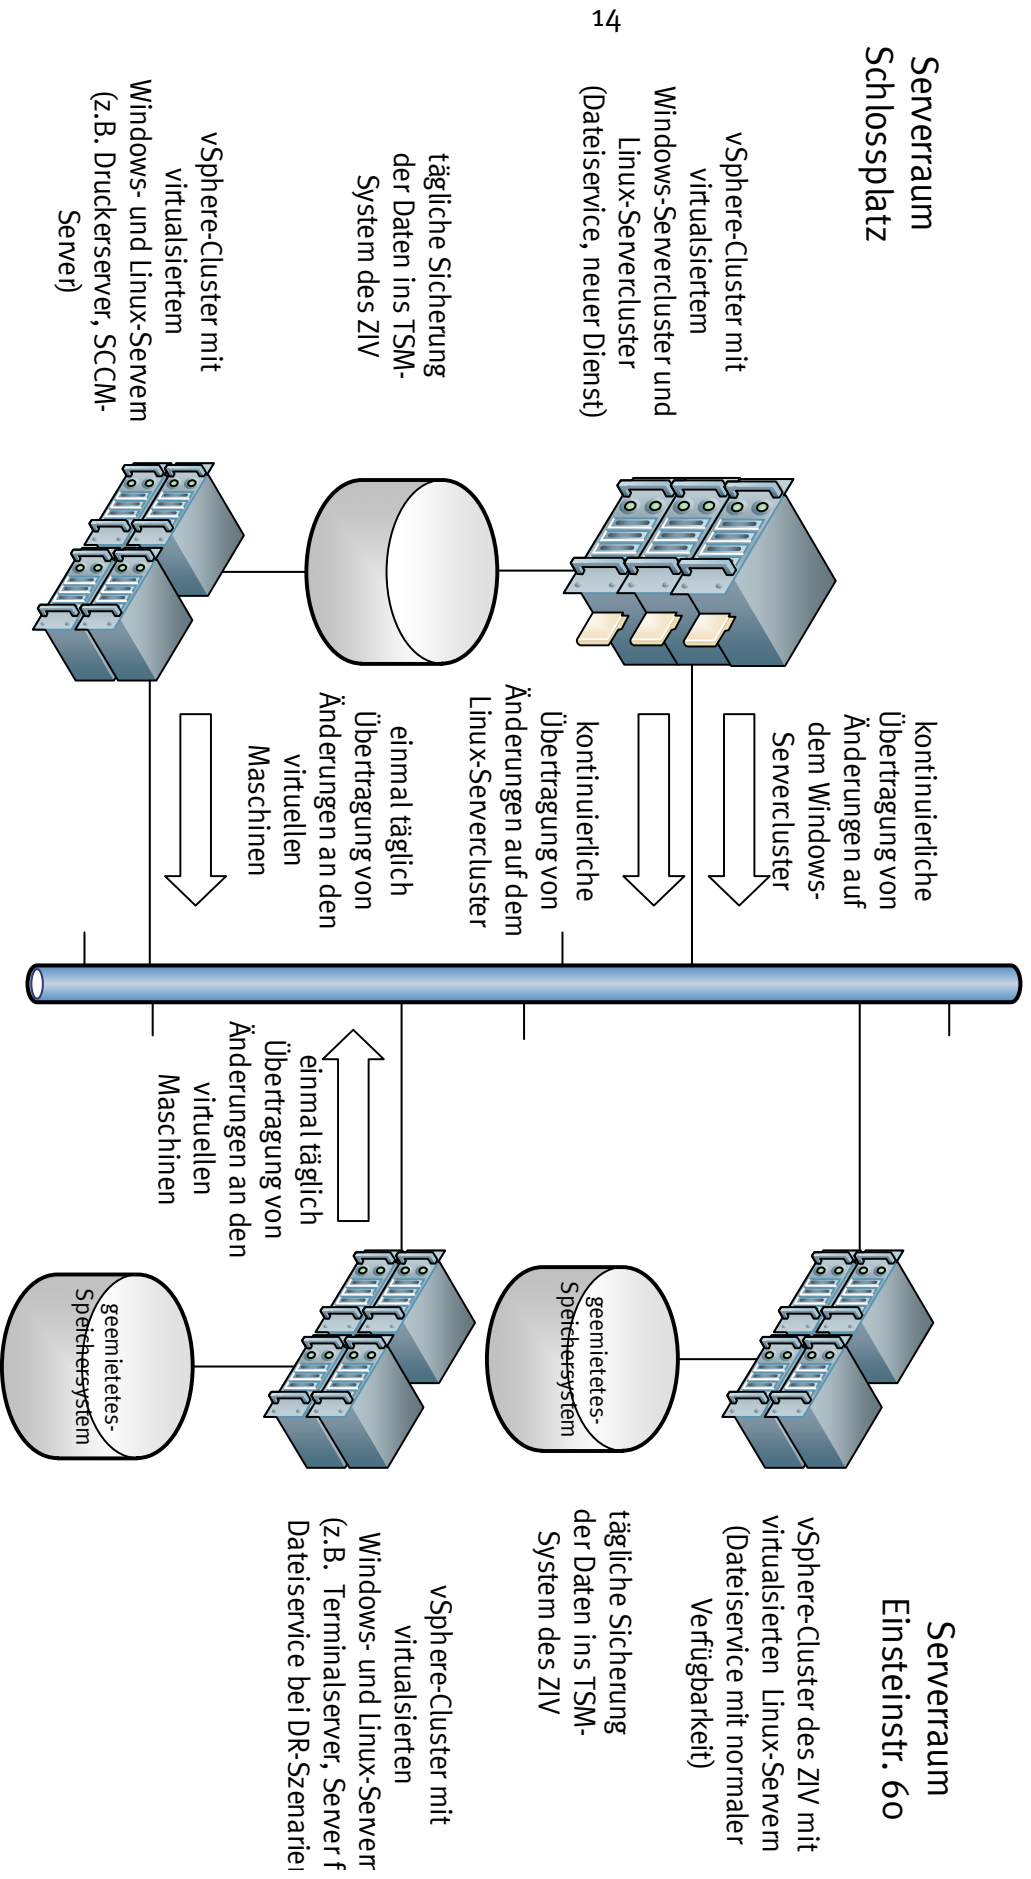 14
Serverraum
Schlossplatz
vSphere-Cluster mit
virtualsiertem
Windows-Servercluster und
Linux-Servercluster
(Dateiservice, neuer Dienst)
tägliche Sicherung
der Daten ins TSM-
System des ZIV
vSphere-Cluster mit
virtualsiertem
Windows- und Linux-Servern
(z.B. Druckerserver, SCCM-
Server)
kontinuierliche
Übertragung von
Änderungen auf
dem Windows-
Servercluster
kontinuierliche
Übertragung von
Änderungen auf dem
Linux-Servercluster
einmal täglich
Übertragung von
Änderungen an den
virtuellen
Maschinen
einmal täglich
Übertragung von
Änderungen an den
virtuellen
Maschinen
geemietetes-
Speichersystem
geemietetes-
Speichersystem
Serverraum
Einsteinstr. 60
vSphere-Cluster des ZIV mit
virtualsierten Linux-Servern
(Dateiservice mit normaler
Verfügbarkeit)
tägliche Sicherung
der Daten ins TSM-
System des ZIV
vSphere-Cluster mit
virtualsierten
Windows- und Linux-Server
(z.B. Terminalserver, Server f
Dateiservice bei DR-Szenarie